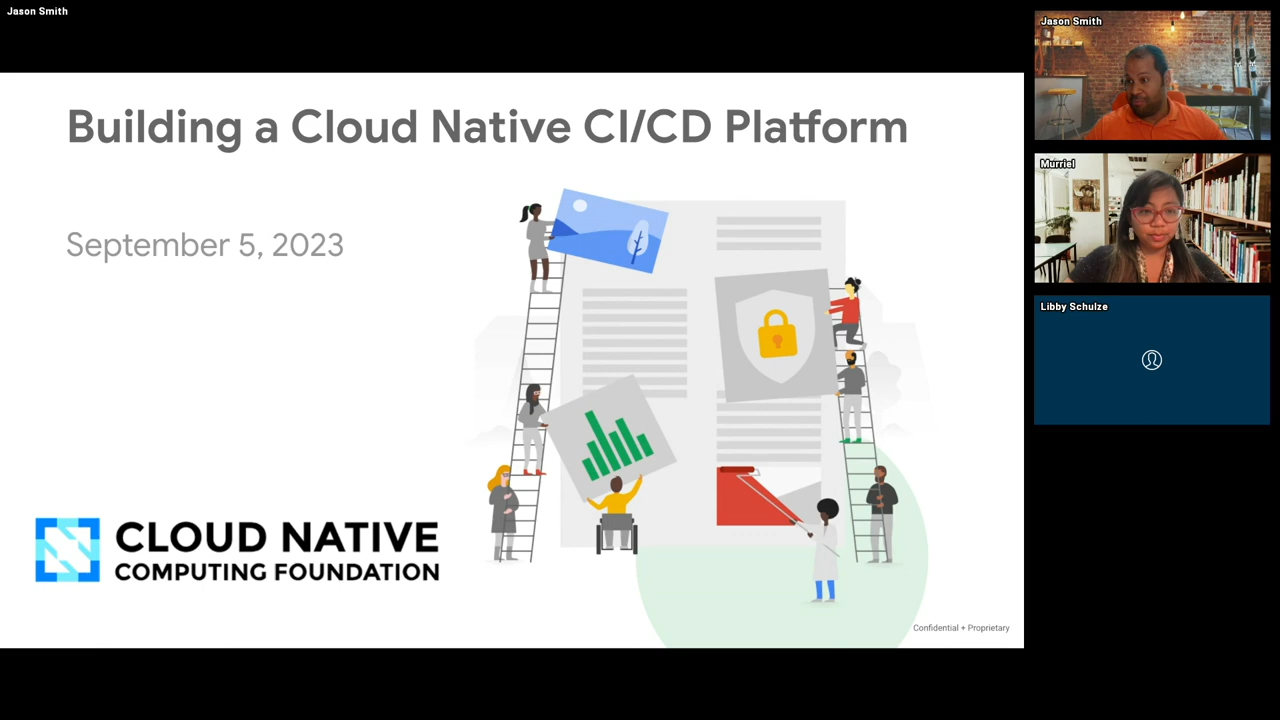 Jason Smith
Building a Cloud Native CI/CD Platform
September 5, 2023
CLOUD NATIVE
COMPUTING FOUNDATION
Confidential + Proprietary
Jason Smith
Murriel
Libby Schulze